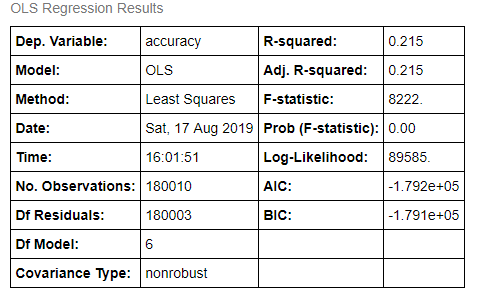 OLS Regression Results
Dep. Variable: accuracy R-squared: 0.215
Model: OLS Adj. R-squared: 0.215
Method: Least Squares F-statistic: 8222.
Date: Sat, 17 Aug 2019 Prob (F-statistic): 0.00
Time: 16:01:51 Log-Likelihood: 89585.
No. Observations: 180010 AIC: -1.792e+05
Df Residuals: 180003 BIC: -1.791e+05
Df Model: 6
Covariance Type: nonrobust